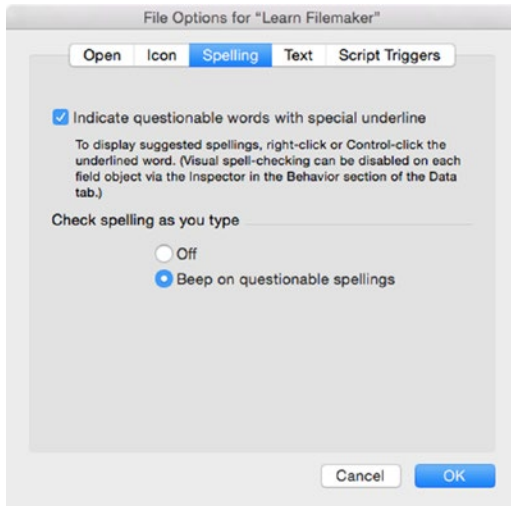 File Options for “Learn Filemaker”
Open Icon Spelling Text Script Triggers
Indicate questionable words with special underline
To display suggested spellings, right-click or Control-click the
underlined word. (Visual spell-checking can be disabled on each
field object via the Inspector in the Behavior section of the Data
tab.)
Check spelling as you type
Off
Beep on questionable spellings
Cancel OK